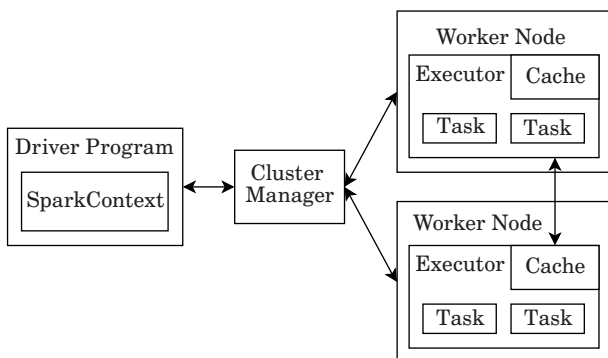 Driver Program
SparkContext
Cluster
Manager
Worker Node
Executor
Cache
Task
Task
Worker Node
Executor
Cache
Task
Task